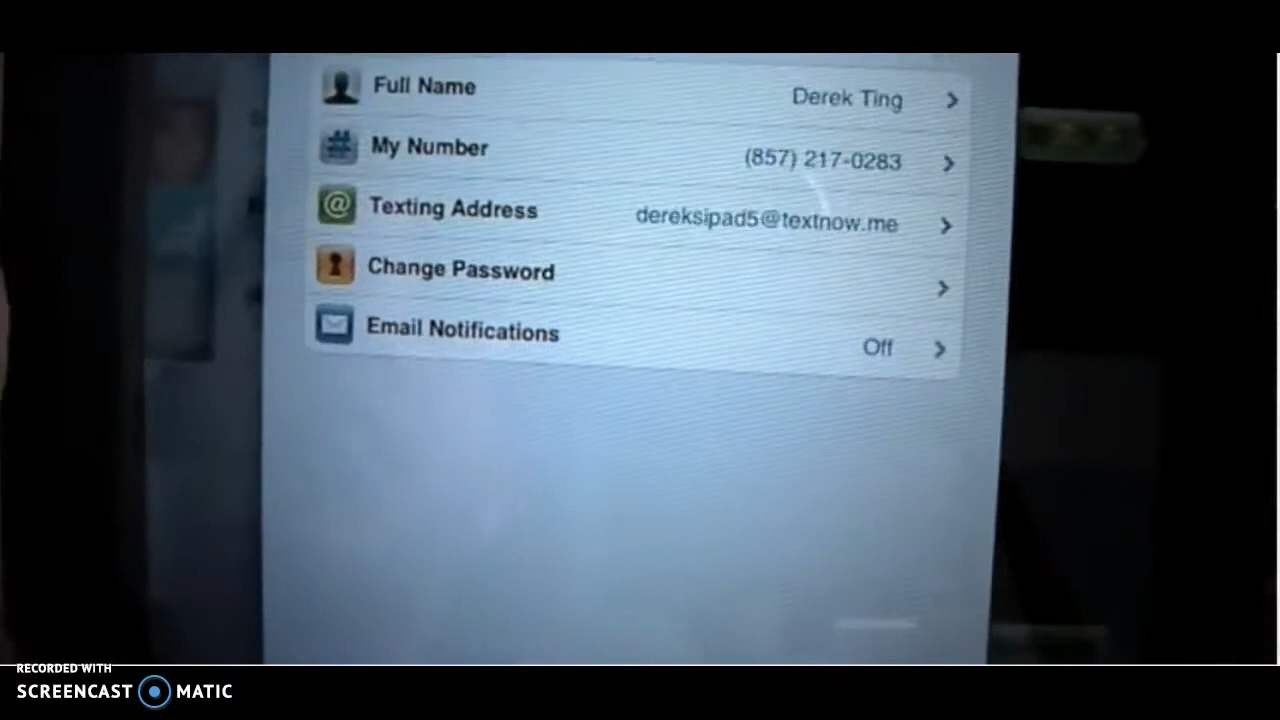 Full Name Derek Ting
My Number (857) 217-0283
Texting Address dereksipad5@textnow.me
Change Password
Email Notifications Off
RECORDED WITH
SCREENCAST MATIC